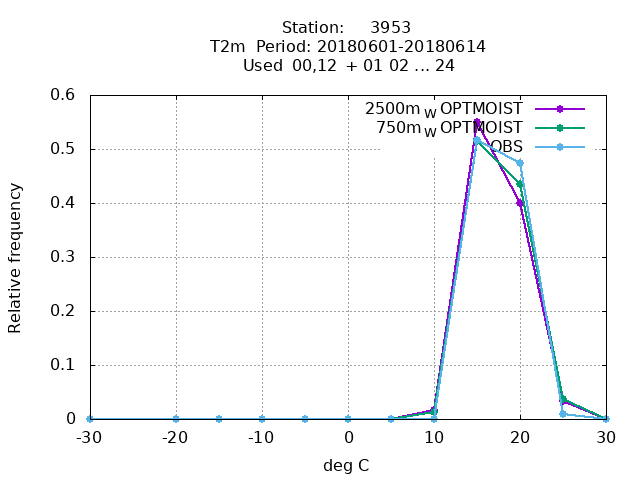 Station: 3953
T2m Period: 20180601-20180614
Used 00,12 + 01 02 ... 24
2500m_W OPTMOIST
750m_W OPTMOIST
OBS
0.6
0.5
0.4
0.3
0.2
0.1
0
Relative frequency
-30 -20 -10 0 10 20 30
deg C